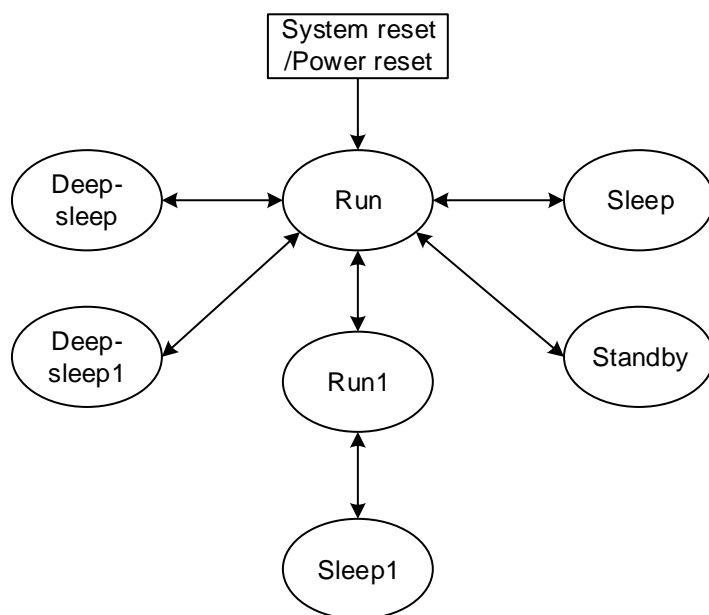 System reset
/Power reset
Deep-
sleep
Run
Sleep
Deep-
sleep1
Run1
Standby
Sleep1